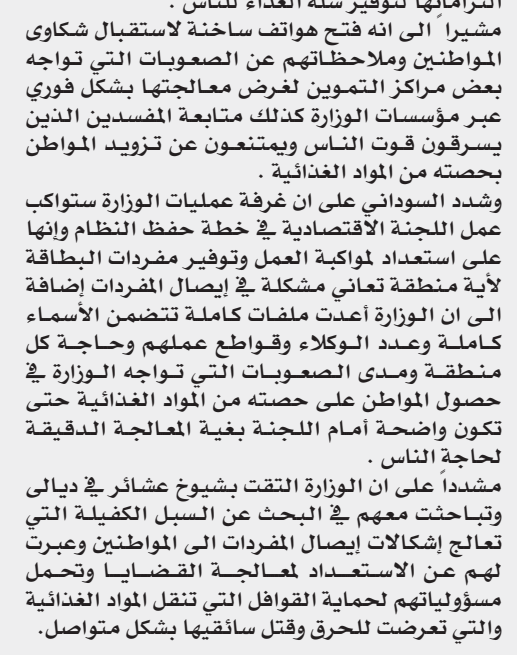 التزاماتها لتوفير سلة الغذاء للناس .
مشيراً الى انه فتح هواتف ساخنة لاستقبال شكاوى
المواطنين وملاحظاتهم عن الصعوبات التي تواجه
بعض مراكز التموين لغرض معالجتها بشكل فوري
عبر مؤسسات الوزارة كذلك متابعة المفسدين الذين
يسرقون قوت الناس ويمتنعون عن تزويد المواطن
بحصته من المواد الغذائية .
وشدد السوداني على ان غرفة عمليات الوزارة ستواكب
عمل اللجنة الاقتصادية في خطة حفظ النظام وإنها
على استعداد لمواكبة العمل وتوفير مفردات البطاقة
لأية منطقة تعاني مشكلة في إيصال المفردات إضافة
الى ان الوزارة أعدت ملفات كاملة تتضمن الأسماء
كاملة وعدد الوكلاء وقواطع عملهم وحاجة كل
منطقة ومدى الصعوبات التي تواجه الوزارة في
حصول المواطن على حصته من المواد الغذائية حتى
تكون واضحة أمام اللجنة بغية المعالجة الدقيقة
لحاجة الناس .
مشدداً على ان الوزارة التقت بشيوخ عشائر في ديالى
وتباحثت معهم في البحث عن السبل الكفيلة التي
تعالج إشكالات إيصال المفردات الى المواطنين وعبرت
لهم عن الاستعداد لمعالجة القضايا وتحمل
مسؤولياتهم لحماية القوافل التي تنقل المواد الغذائية
والتي تعرضت للحرق وقتل سائقيها بشكل متواصل.